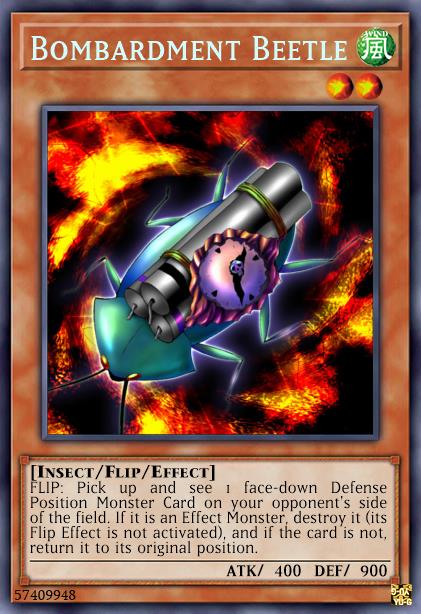 Bombardment Beetle
WIND
風
[Insect/Flip/Effect]
FLIP: Pick up and see 1 face-down Defense
Position Monster Card on your opponent's side
of the field. If it is an Effect Monster, destroy it (its
Flip Effect is not activated), and if the card is not,
return it to its original position.
ATK/ 400 DEF/ 900
57409948